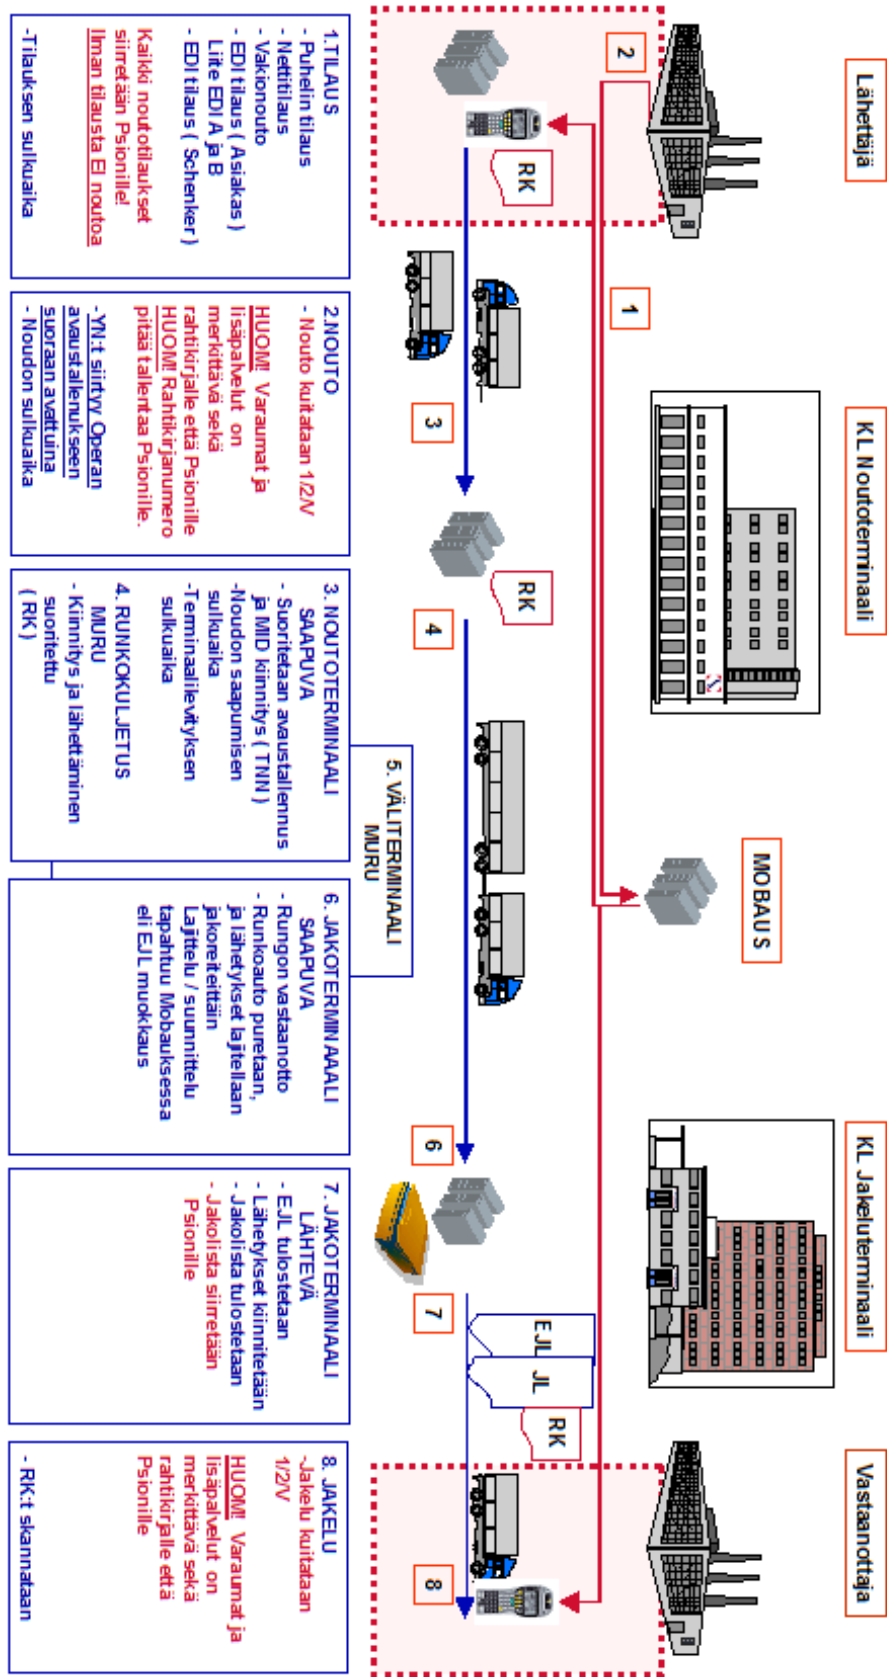 Lähettäjä
KL Noutoterminaali
MOBAUS
KL Jakeluterminaali
Vastaanottaja
2
1
RK
3
RK
4
6
7
EJL
JL
RK
8
5. VÄLITERMINAALI
MURU
1.TILAUS
- Puhelin tilaus
- Nettitilaus
- Vakionouto
- EDI tilaus ( Asiakas )
Liite EDI A ja B
- EDI tilaus ( Schenker )
Kaikki noutotilaukset
siirretään Psionille!
Ilman tilausta EI noutoa
-Tilauksen sulkuaika
2.NOUTO
- Nouto kuitataan 1/2/V
HUOM! Varaumat ja
lisäpalvelut on
merkittävä sekä
rahtikirjalle että Psionille
HUOM! Rahtikirjanumero
pitää tallentaa Psionille.
-YN:t siirtyy Operan
avaustallenukseen
suoraan avattuina
- Noudon sulkuaika
3. NOUTOTERMINAALI
SAAPUVA
- Suoritetaan avaustallennus
ja MID kiinnitys ( TNN )
-Noudon saapumisen
sulkuaika
-Terminaalilevityksen
sulkuaika
4. RUNKOKULJETUS
MURU
- Kiinnitys ja lähettäminen
suoritettu
( RK )
6. JAKOTERMINAAALI
SAAPUVA
- Rungon vastaanotto
- Runkoauto puretaan,
ja lähetykset lajitellaan
jakoreiteittäin
Lajittelu / suunnittelu
tapahtuu Mobauksessa
eli EJL muokkaus
7. JAKOTERMINAALI
LÄHTEVÄ
- EJL tulostetaan
- Lähetykset kiinnitetään
- Jakolista tulostetaan
- Jakolista siirretään
Psionille
8. JAKELU
-Jakelu kuitataan
1/2/V
HUOM! Varaumat ja
lisäpalvelut on
merkittävä sekä
rahtikirjalle että
Psionille
- RK:t skannataan